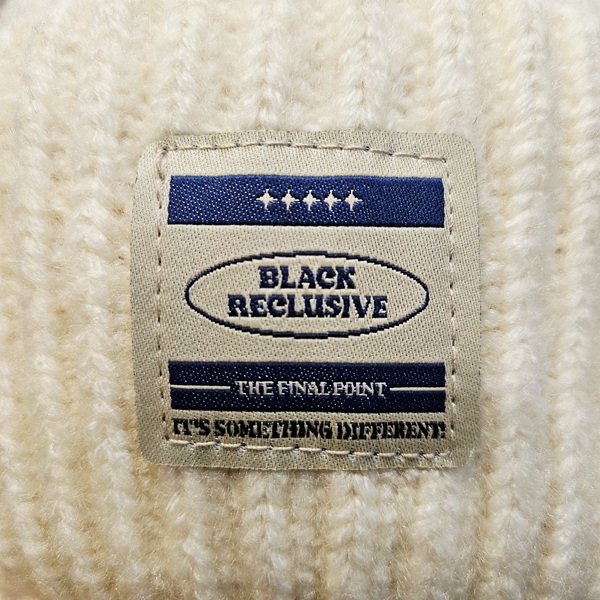 BLACK
RECLUSIVE
THE FINAL POINT
IT'S SOMETHING DIFFERENT!